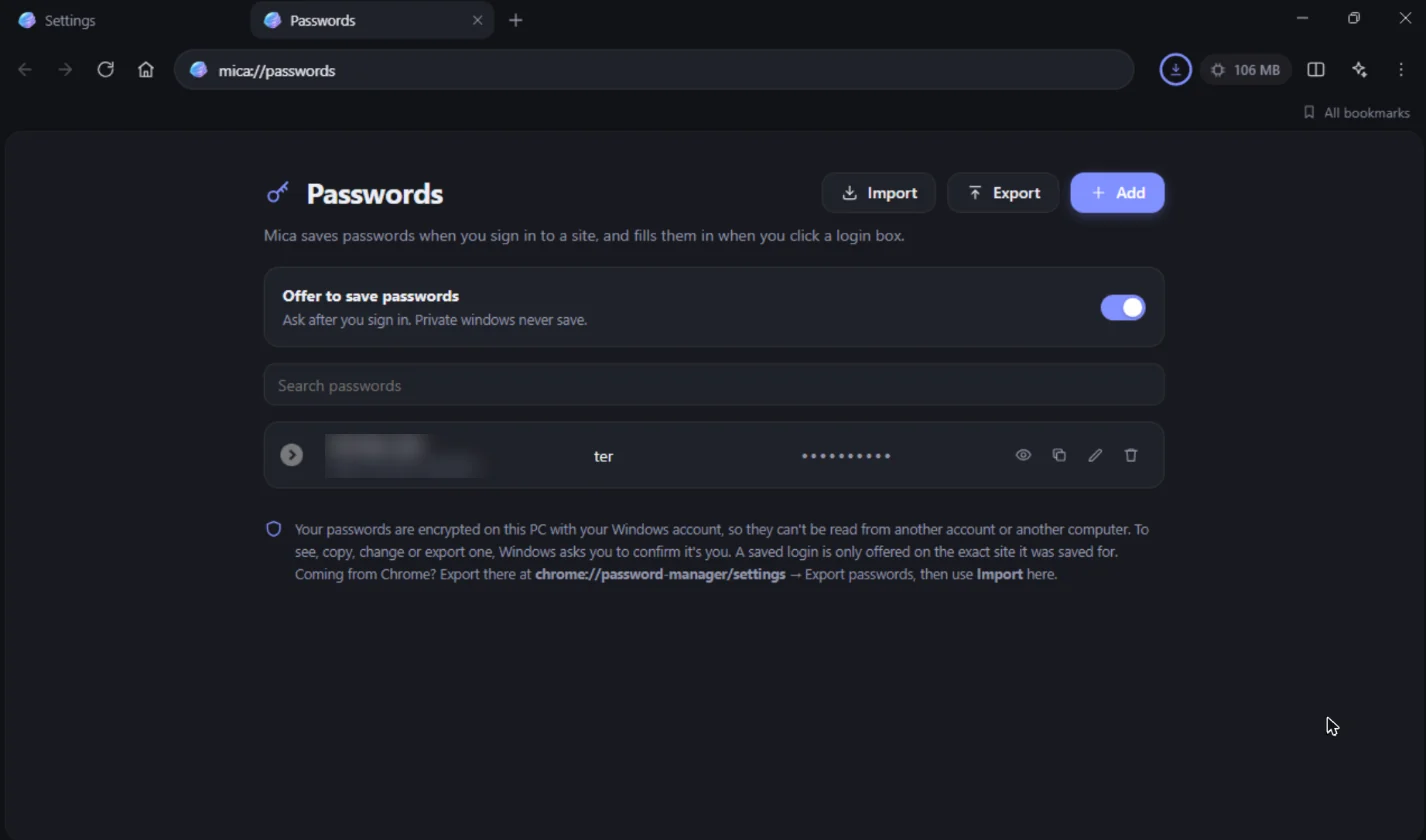 Settings
Passwords
mica://passwords
106 MB
All bookmarks
Passwords
Import
Export
+ Add
Mica saves passwords when you sign in to a site, and fills them in when you click a login box.
Offer to save passwords
Ask after you sign in. Private windows never save.
Search passwords
ter
••••••••••
Your passwords are encrypted on this PC with your Windows account, so they can't be read from another account or another computer. To
see, copy, change or export one, Windows asks you to confirm it's you. A saved login is only offered on the exact site it was saved for.
Coming from Chrome? Export there at chrome://password-manager/settings → Export passwords, then use Import here.